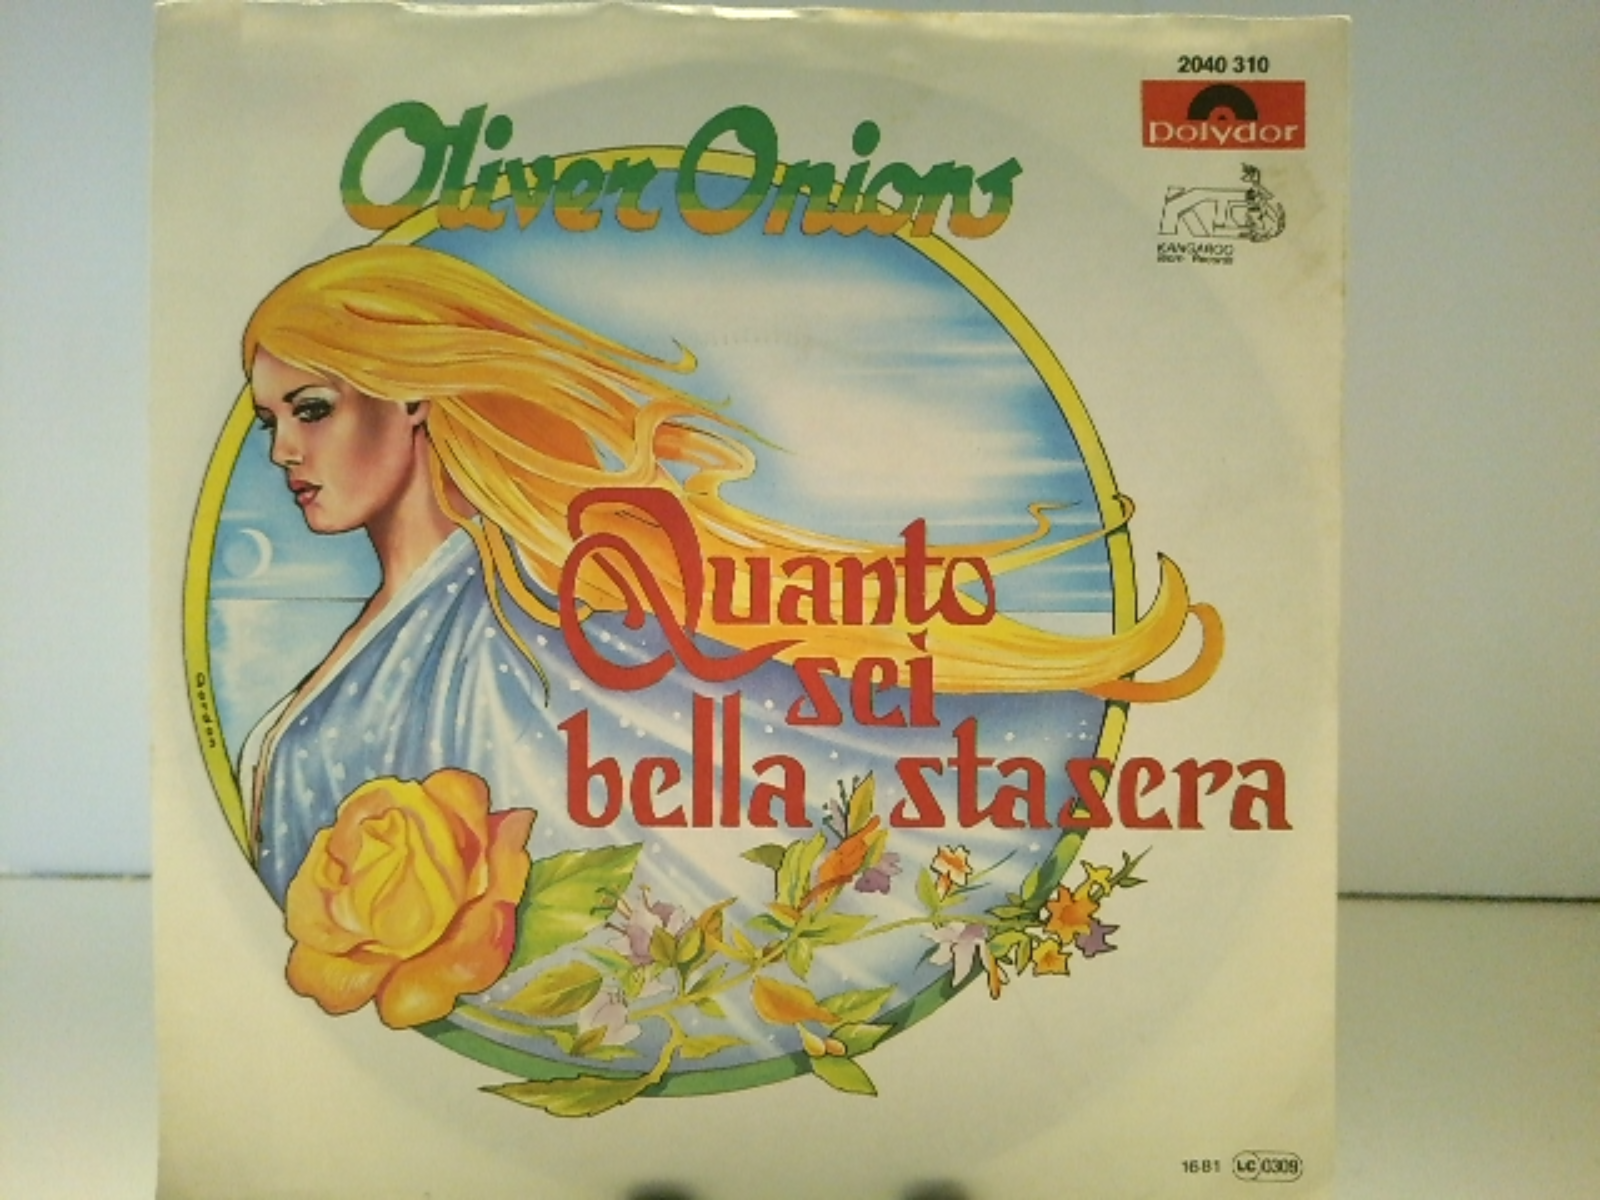 2040 310
polydor
Oliver Onions
KANGAROO
Quanto
sei
bella stasera
Gordon
16-81 LC 0309